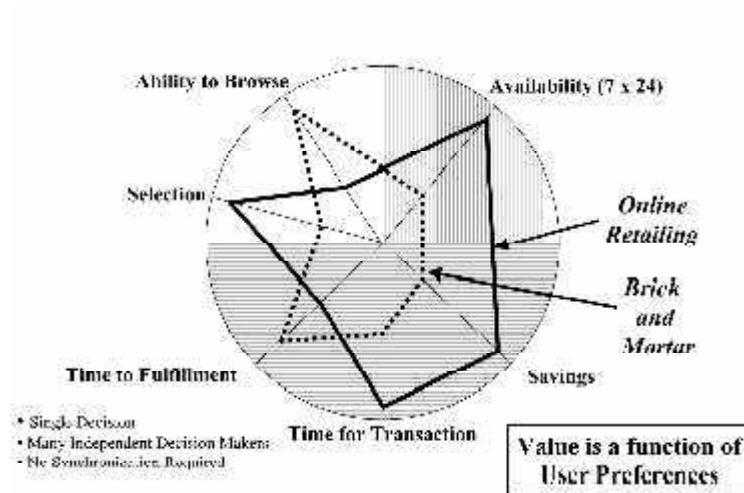 Ability to Browse
Availability (7 x 24)
Selection
Online
Retailing
Brick
and
Mortar
Time to Fulfillment
Savings
Time for Transaction
• Single Decision
• Many Independent Decision Makers
- No Synchronization Required
Value is a function of
User Preferences